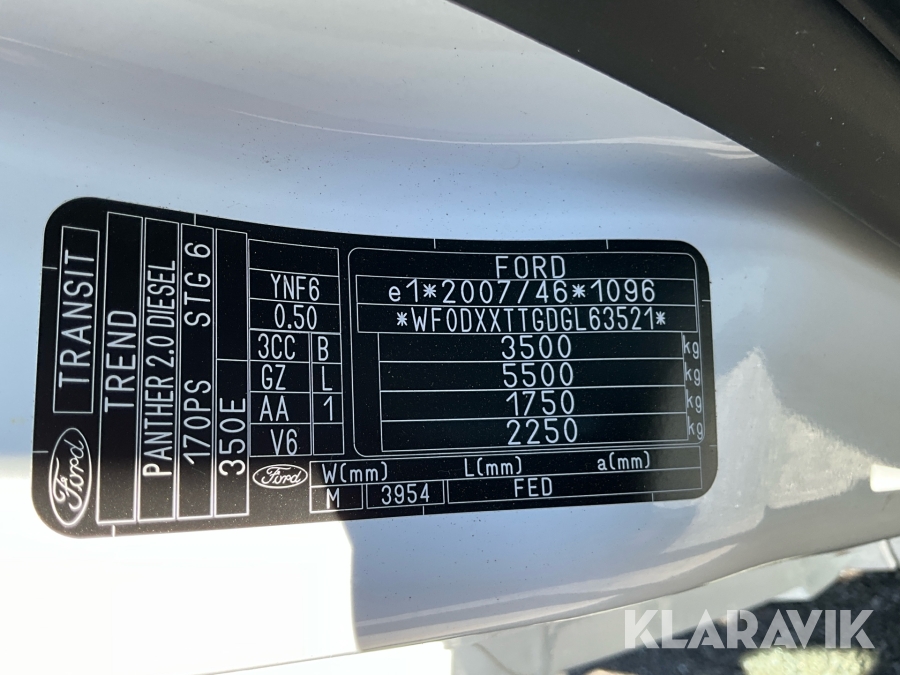 TRANSIT
TREND
PANTHER 2.0 DIESEL
170PS STG 6
350E
Ford
YNF6
0.50
3CC B
GZ L
AA 1
V6
FORD
e1*2007/46*1096
*WF0DXXTTGDGL63521*
3500 kg
5500 kg
1750 kg
2250 kg
Ford
W(mm) L(mm) a(mm)
M 3954 FED
KLARAVIK